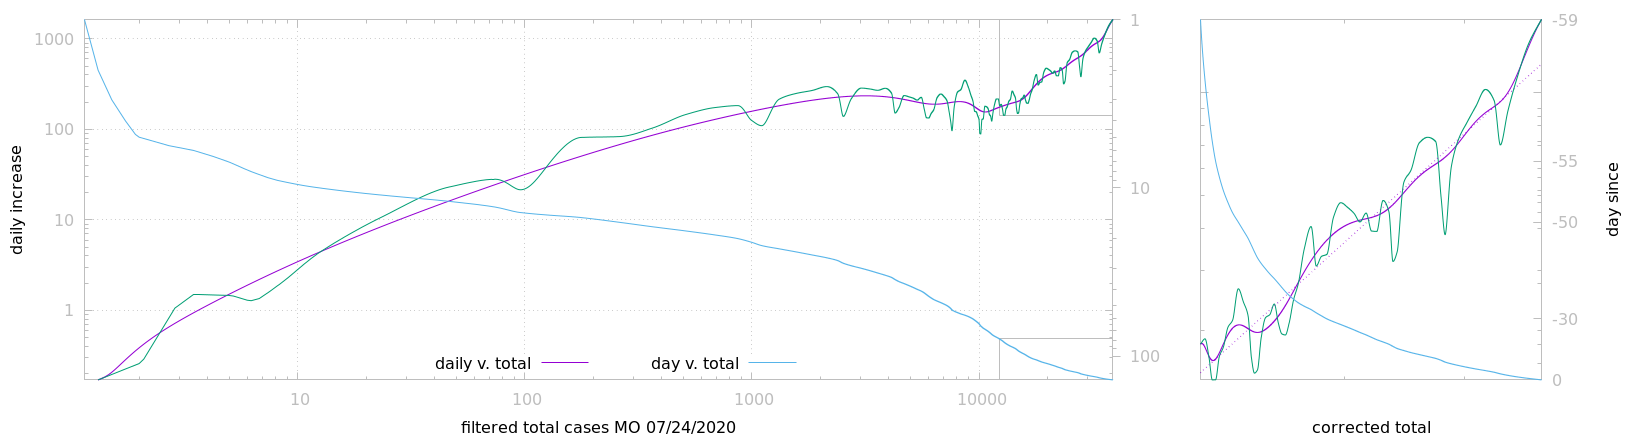 daily increase
1000
100
10
1
daily v. total
day v. total
10
100
1000
10000
filtered total cases MO 07/24/2020
1
10
100
-59
-55
-50
-30
0
day since
corrected total